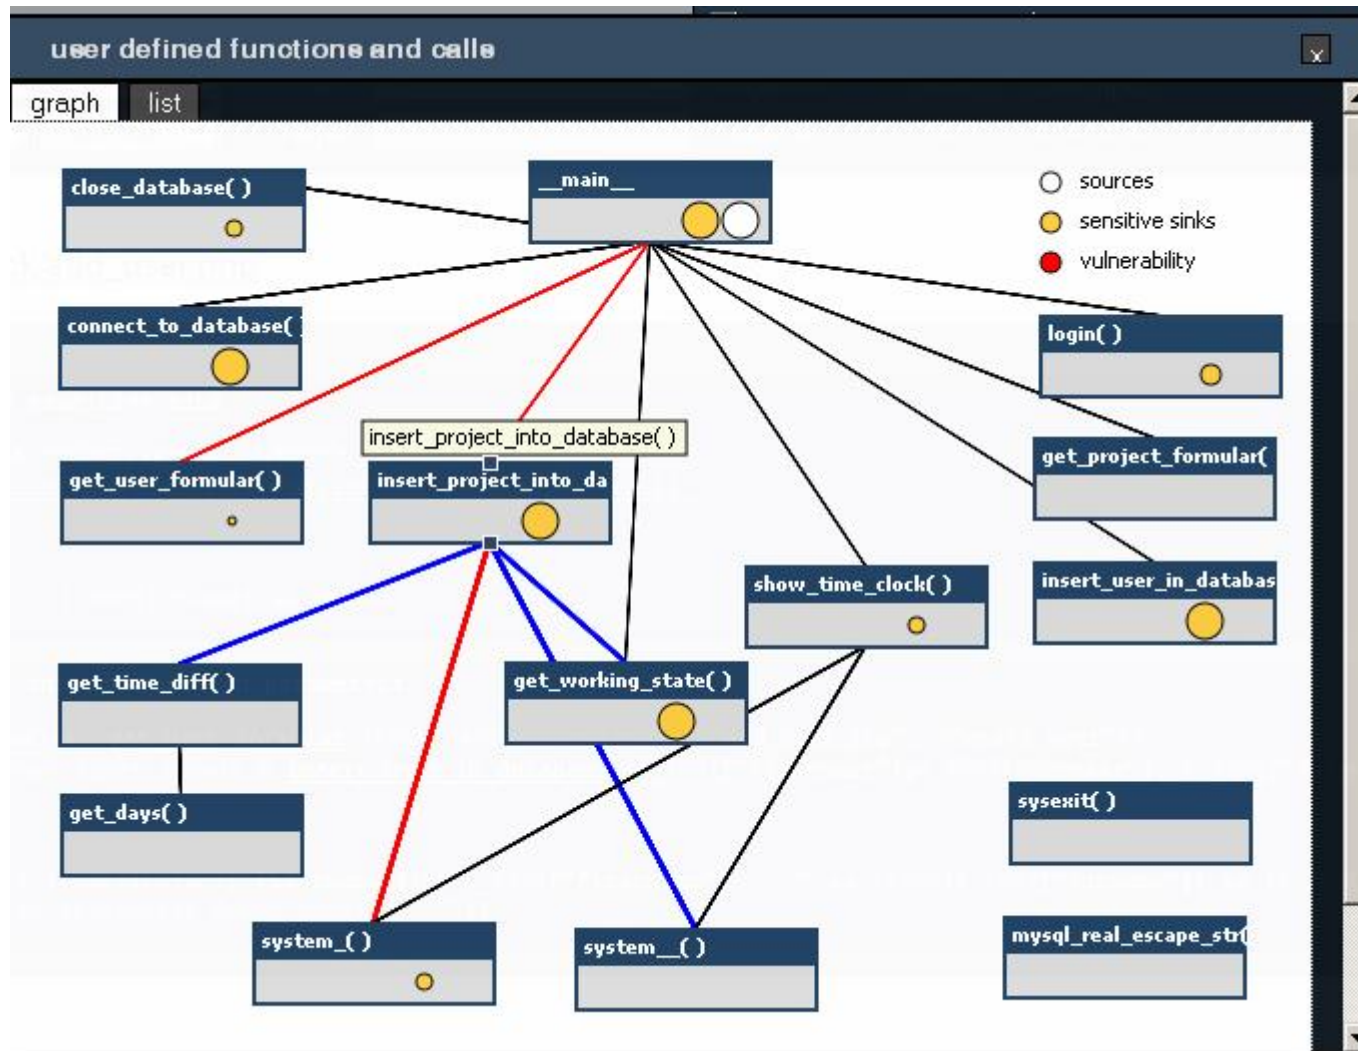 user defined functions and calls
x
graph
list
close_database( )
__main__
sources
sensitive sinks
vulnerability
connect_to_database(
login( )
insert_project_into_database( )
get_user_formular( )
insert_project_into_da
get_project_formular(
show_time_clock( )
insert_user_in_databas
get_time_diff( )
get_working_state( )
get_days( )
sysexit( )
system_( )
system__( )
mysql_real_escape_str(